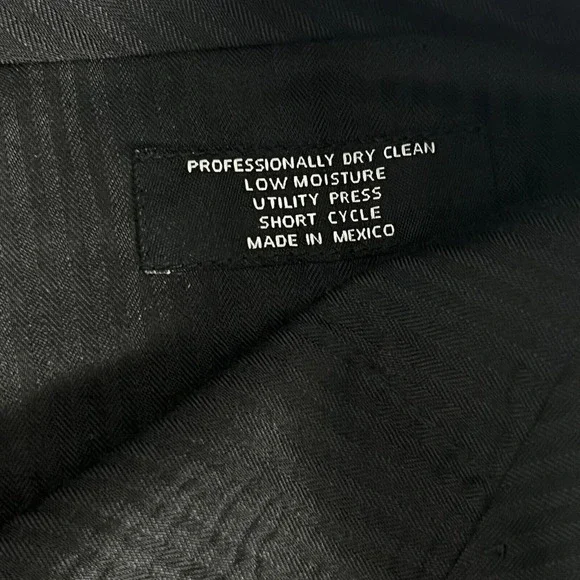 PROFESSIONALLY DRY CLEAN
LOW MOISTURE
UTILITY PRESS
SHORT CYCLE
MADE IN MEXICO